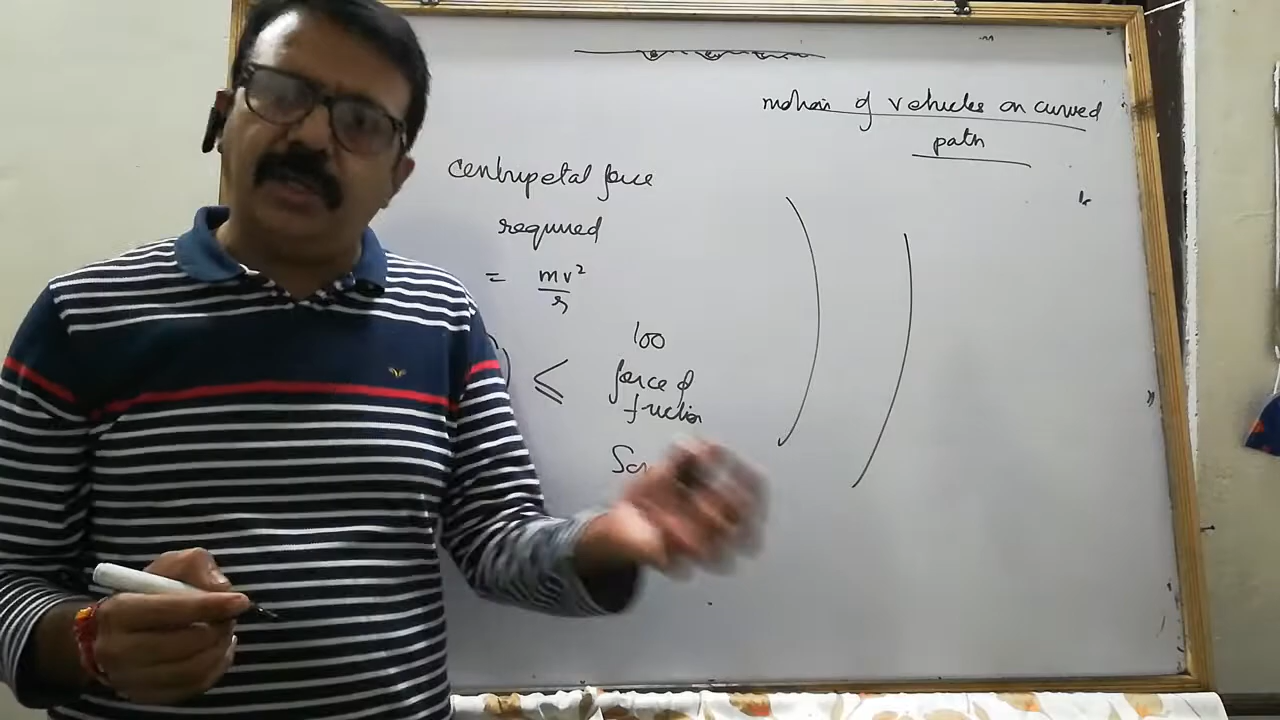 motion of vehicles on curved
path
centripetal force
required
= mv²/r
100
) ≤ force of
friction